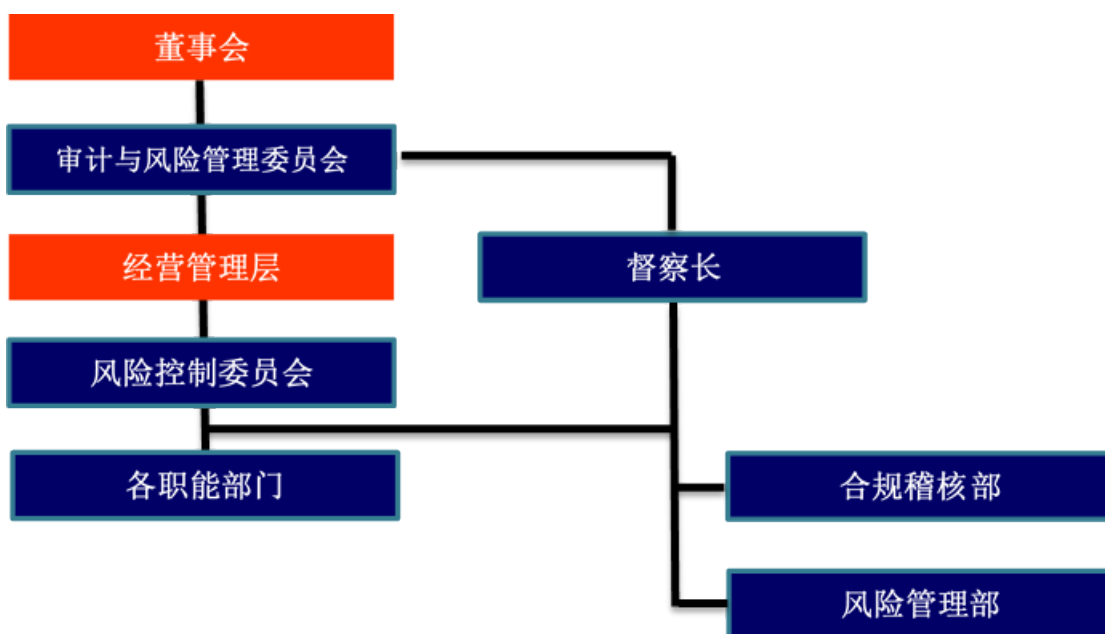 董事会
审计与风险管理委员会
经营管理层
督察长
风险控制委员会
各职能部门
合规稽核部
风险管理部